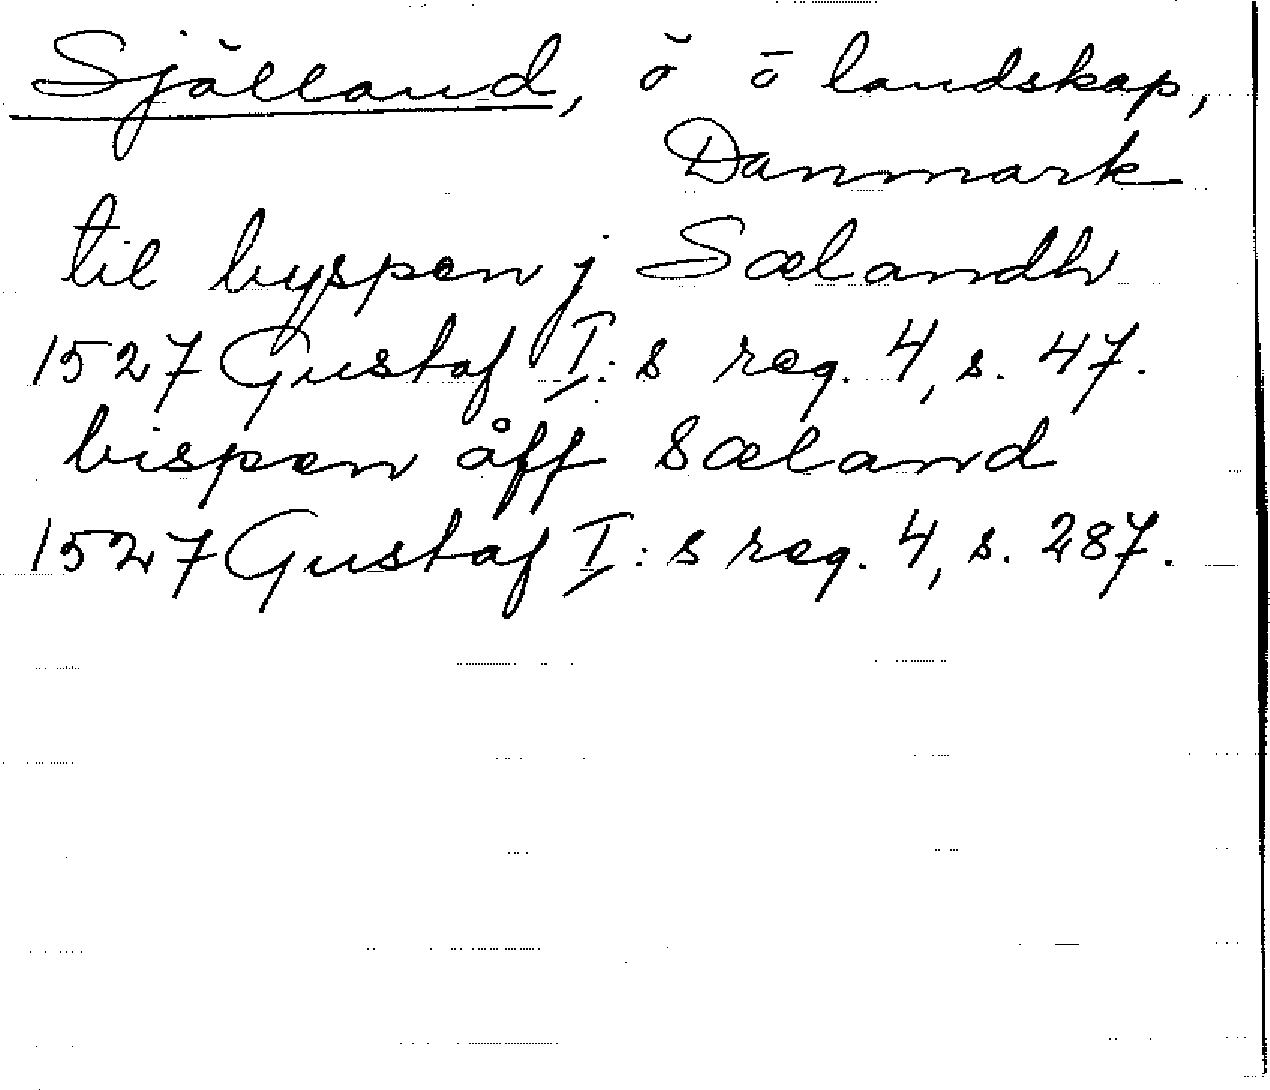 Själland, ö ö landskap,
Danmark
til byspen j Sælandh
1527 Gustaf I:s reg. 4, s. 47.
bispen åff Sæland
1527 Gustaf I:s reg. 4, s. 287.